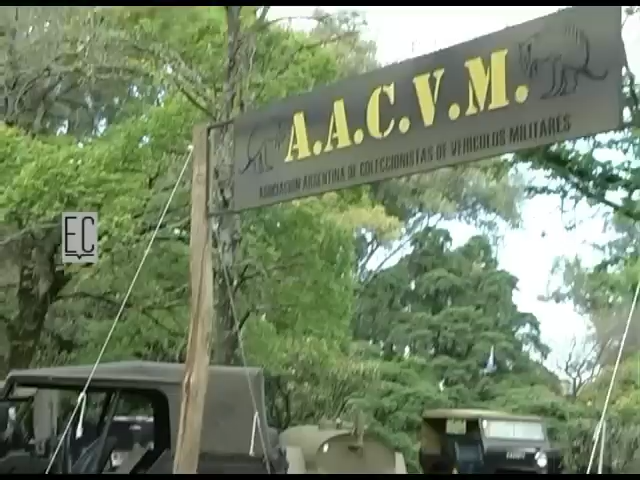 A.A.C.V.M.
ASOCIACION ARGENTINA DE COLECCIONISTAS DE VEHICULOS MILITARES
EC